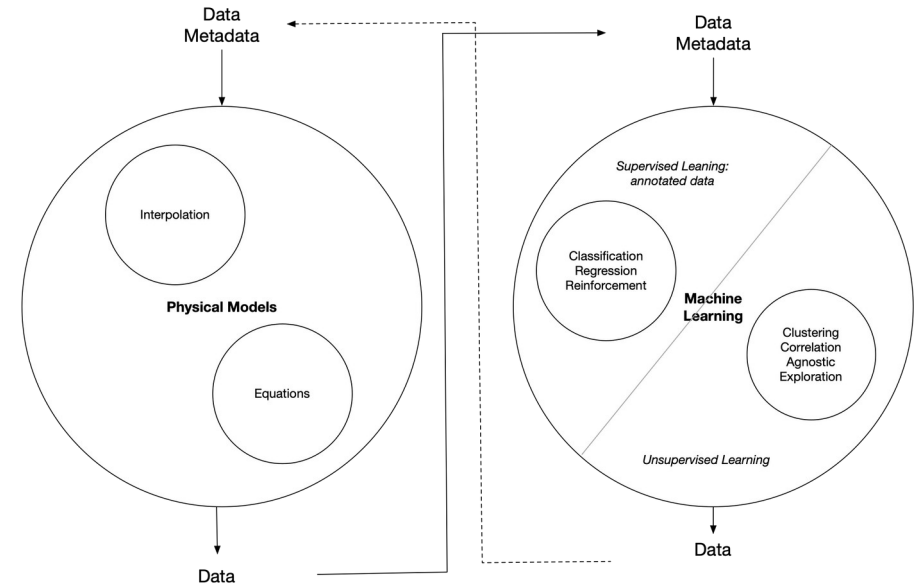 Data
Metadata
Interpolation
Physical Models
Equations
Data
Data
Metadata
Supervised Leaning:
annotated data
Classification
Regression
Reinforcement
Machine
Learning
Clustering
Correlation
Agnostic
Exploration
Unsupervised Learning
Data